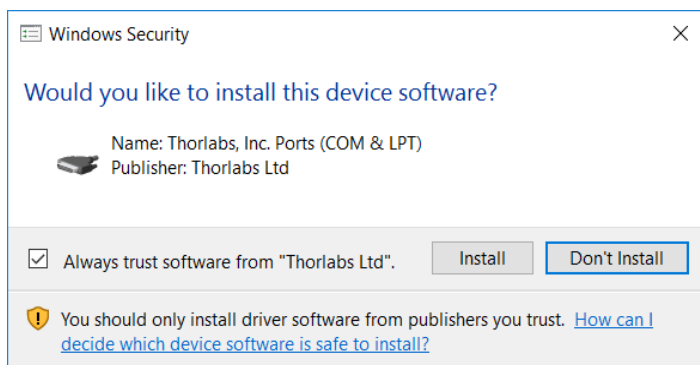 Windows Security
Would you like to install this device software?
Name: Thorlabs, Inc. Ports (COM & LPT)
Publisher: Thorlabs Ltd
Always trust software from "Thorlabs Ltd".
Install
Don't Install
You should only install driver software from publishers you trust. How can I
decide which device software is safe to install?